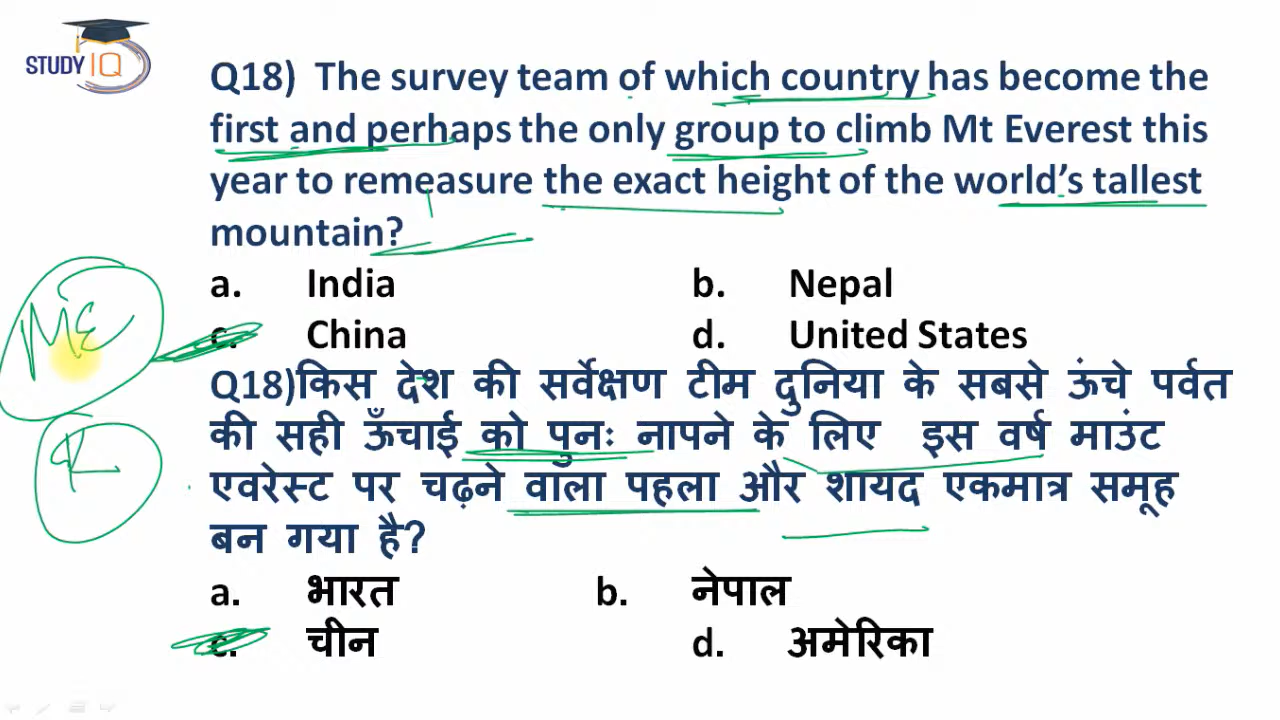 STUDY IQ
Q18) The survey team of which country has become the
first and perhaps the only group to climb Mt Everest this
year to remeasure the exact height of the world's tallest
mountain?
a. India b. Nepal
c. China d. United States
Q18)किस देश की सर्वेक्षण टीम दुनिया के सबसे ऊंचे पर्वत
की सही ऊँचाई को पुनः नापने के लिए इस वर्ष माउंट
एवरेस्ट पर चढ़ने वाला पहला और शायद एकमात्र समूह
बन गया है?
a. भारत b. नेपाल
c. चीन d. अमेरिका
ME
K